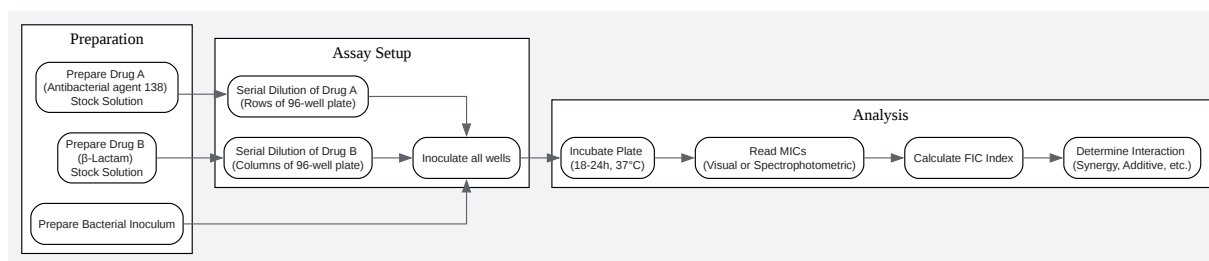 Preparation
Prepare Drug A
(Antibacterial agent 138)
Stock Solution
Prepare Drug B
(β-Lactam)
Stock Solution
Prepare Bacterial Inoculum
Assay Setup
Serial Dilution of Drug A
(Rows of 96-well plate)
Serial Dilution of Drug B
(Columns of 96-well plate)
Inoculate all wells
Analysis
Incubate Plate
(18-24h, 37°C)
Read MICs
(Visual or Spectrophotometric)
Calculate FIC Index
Determine Interaction
(Synergy, Additive, etc.)